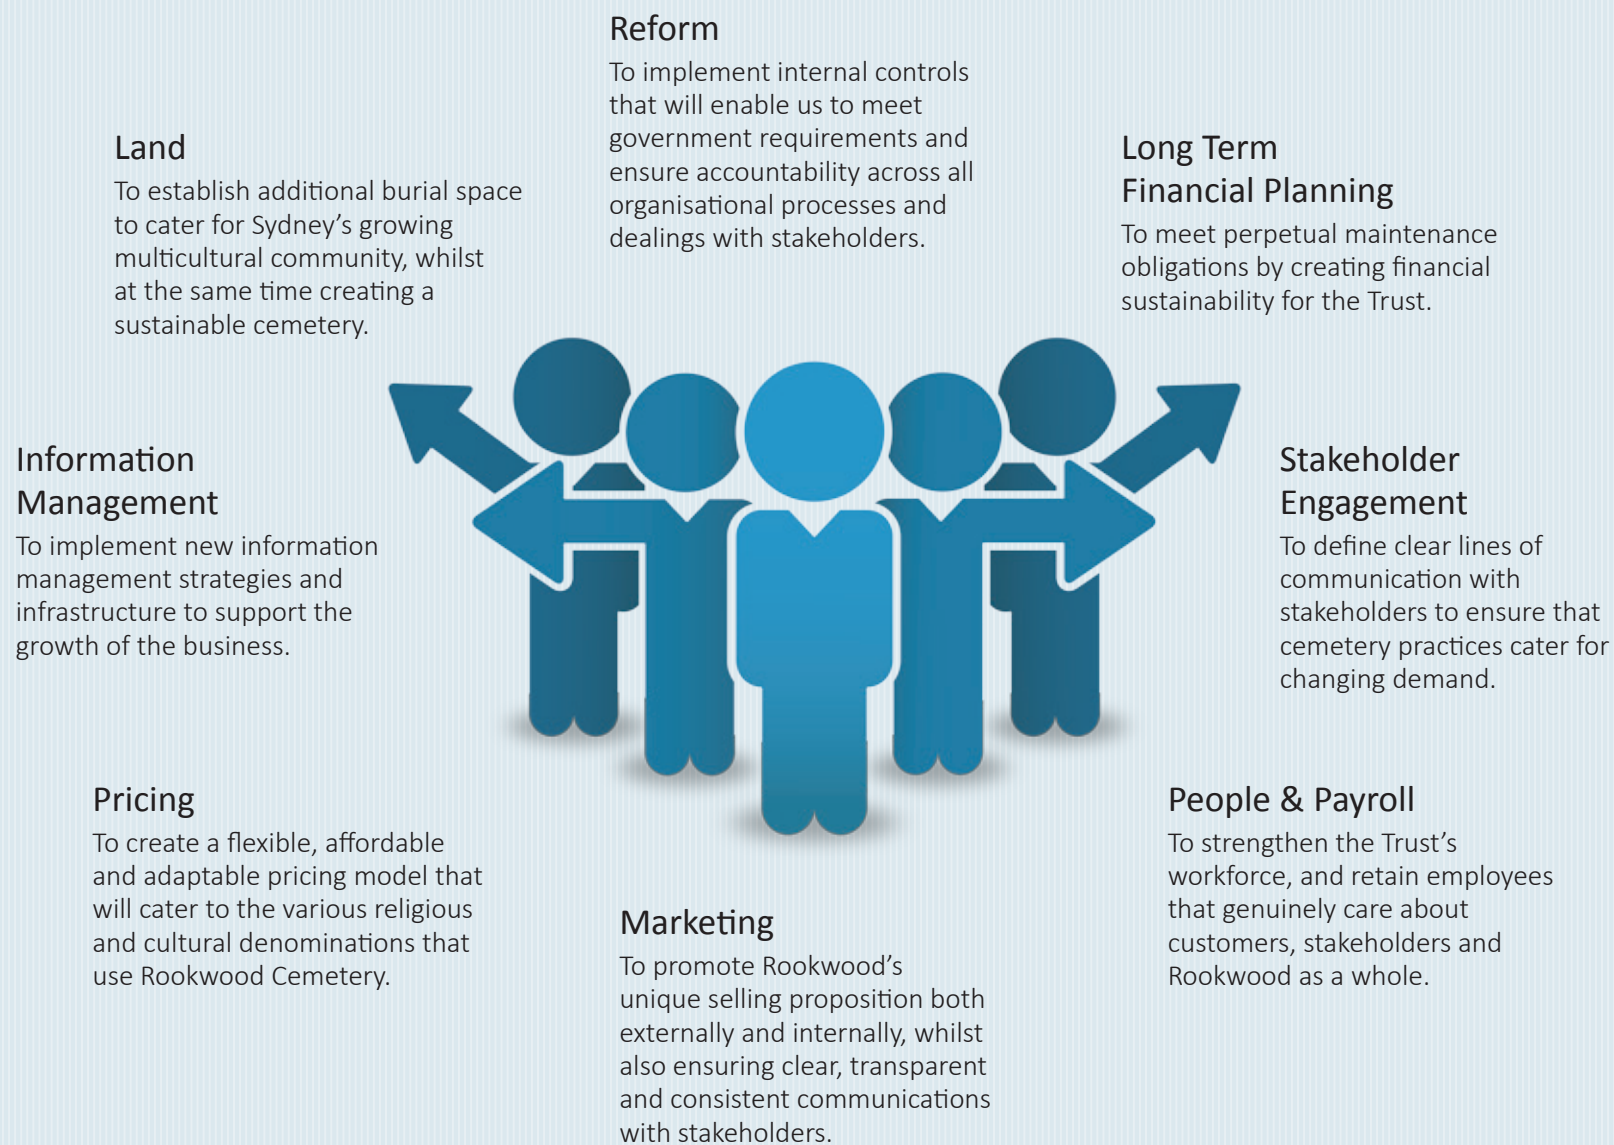 Reform
To implement internal controls
that will enable us to meet
government requirements and
ensure accountability across all
organisational processes and
dealings with stakeholders.
Land
To establish additional burial space
to cater for Sydney’s growing
multicultural community, whilst
at the same time creating a
sustainable cemetery.
Long Term
Financial Planning
To meet perpetual maintenance
obligations by creating financial
sustainability for the Trust.
Information
Management
To implement new information
management strategies and
infrastructure to support the
growth of the business.
Stakeholder
Engagement
To define clear lines of
communication with
stakeholders to ensure that
cemetery practices cater for
changing demand.
Pricing
To create a flexible, affordable
and adaptable pricing model that
will cater to the various religious
and cultural denominations that
use Rookwood Cemetery.
People & Payroll
To strengthen the Trust’s
workforce, and retain employees
that genuinely care about
customers, stakeholders and
Rookwood as a whole.
Marketing
To promote Rookwood’s
unique selling proposition both
externally and internally, whilst
also ensuring clear, transparent
and consistent communications
with stakeholders.